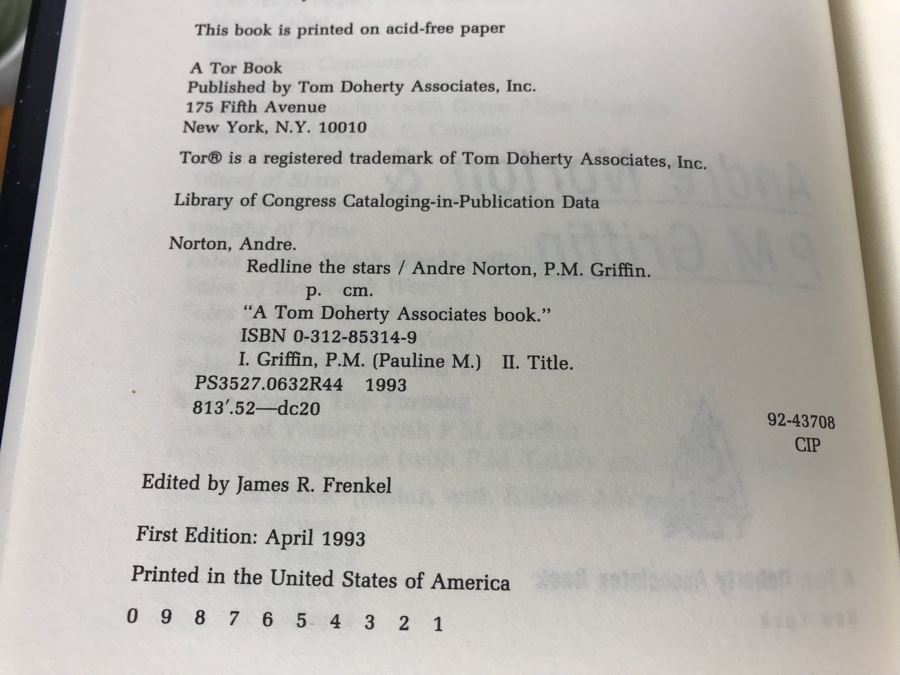 This book is printed on acid-free paper
A Tor Book
Published by Tom Doherty Associates, Inc.
175 Fifth Avenue
New York, N.Y. 10010
Tor® is a registered trademark of Tom Doherty Associates, Inc.
Library of Congress Cataloging-in-Publication Data
Norton, Andre.
Redline the stars / Andre Norton, P.M. Griffin.
p. cm.
“A Tom Doherty Associates book.”
ISBN 0-312-85314-9
I. Griffin, P.M. (Pauline M.) II. Title.
PS3527.0632R44 1993
813′.52—dc20
92-43708
CIP
Edited by James R. Frenkel
First Edition: April 1993
Printed in the United States of America
0 9 8 7 6 5 4 3 2 1